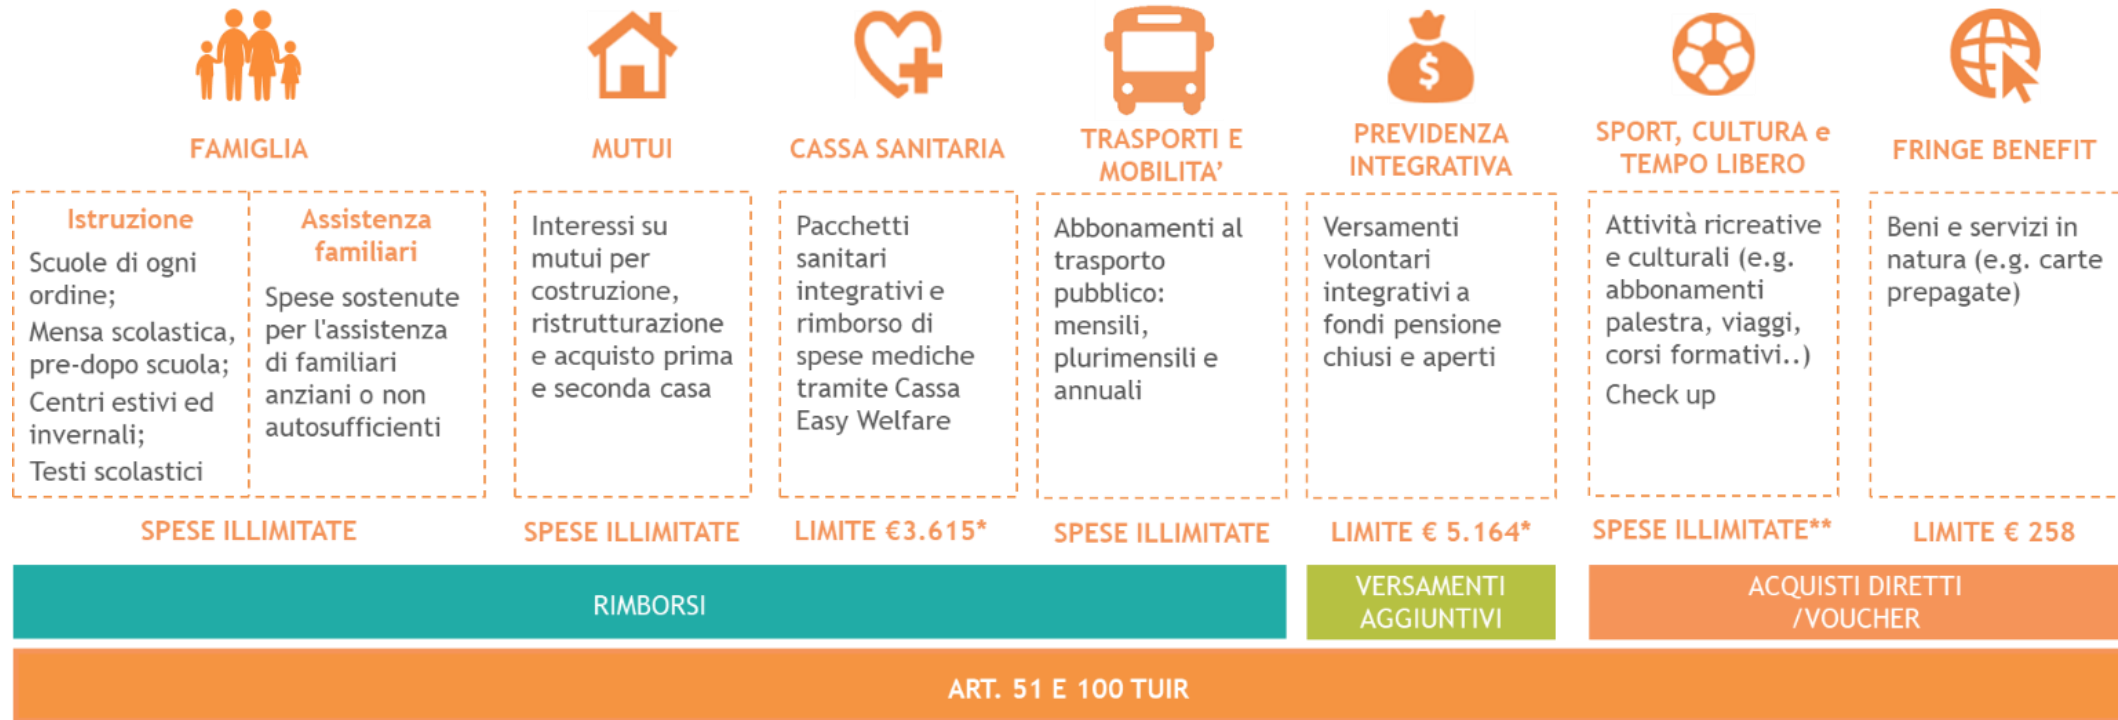 FAMIGLIA
Istruzione
Scuole di ogni
ordine;
Mensa scolastica,
pre-dopo scuola;
Centri estivi ed
invernali;
Testi scolastici
Assistenza
familiari
Spese sostenute
per l'assistenza
di familiari
anziani o non
autosufficienti
SPESE ILLIMITATE
MUTUI
Interessi su
mutui per
costruzione,
ristrutturazione
e acquisto prima
e seconda casa
SPESE ILLIMITATE
CASSA SANITARIA
Pacchetti
sanitari
integrativi e
rimborso di
spese mediche
tramite Cassa
Easy Welfare
LIMITE €3.615*
TRASPORTI E
MOBILITA’
Abbonamenti al
trasporto
pubblico:
mensili,
plurimensili e
annuali
SPESE ILLIMITATE
$
PREVIDENZA
INTEGRATIVA
Versamenti
volontari
integrativi a
fondi pensione
chiusi e aperti
LIMITE € 5.164*
SPORT, CULTURA e
TEMPO LIBERO
Attività ricreative
e culturali (e.g.
abbonamenti
palestra, viaggi,
corsi formativi..)
Check up
SPESE ILLIMITATE**
FRINGE BENEFIT
Beni e servizi in
natura (e.g. carte
prepagate)
LIMITE € 258
RIMBORSI
VERSAMENTI
AGGIUNTIVI
ACQUISTI DIRETTI
/VOUCHER
ART. 51 E 100 TUIR